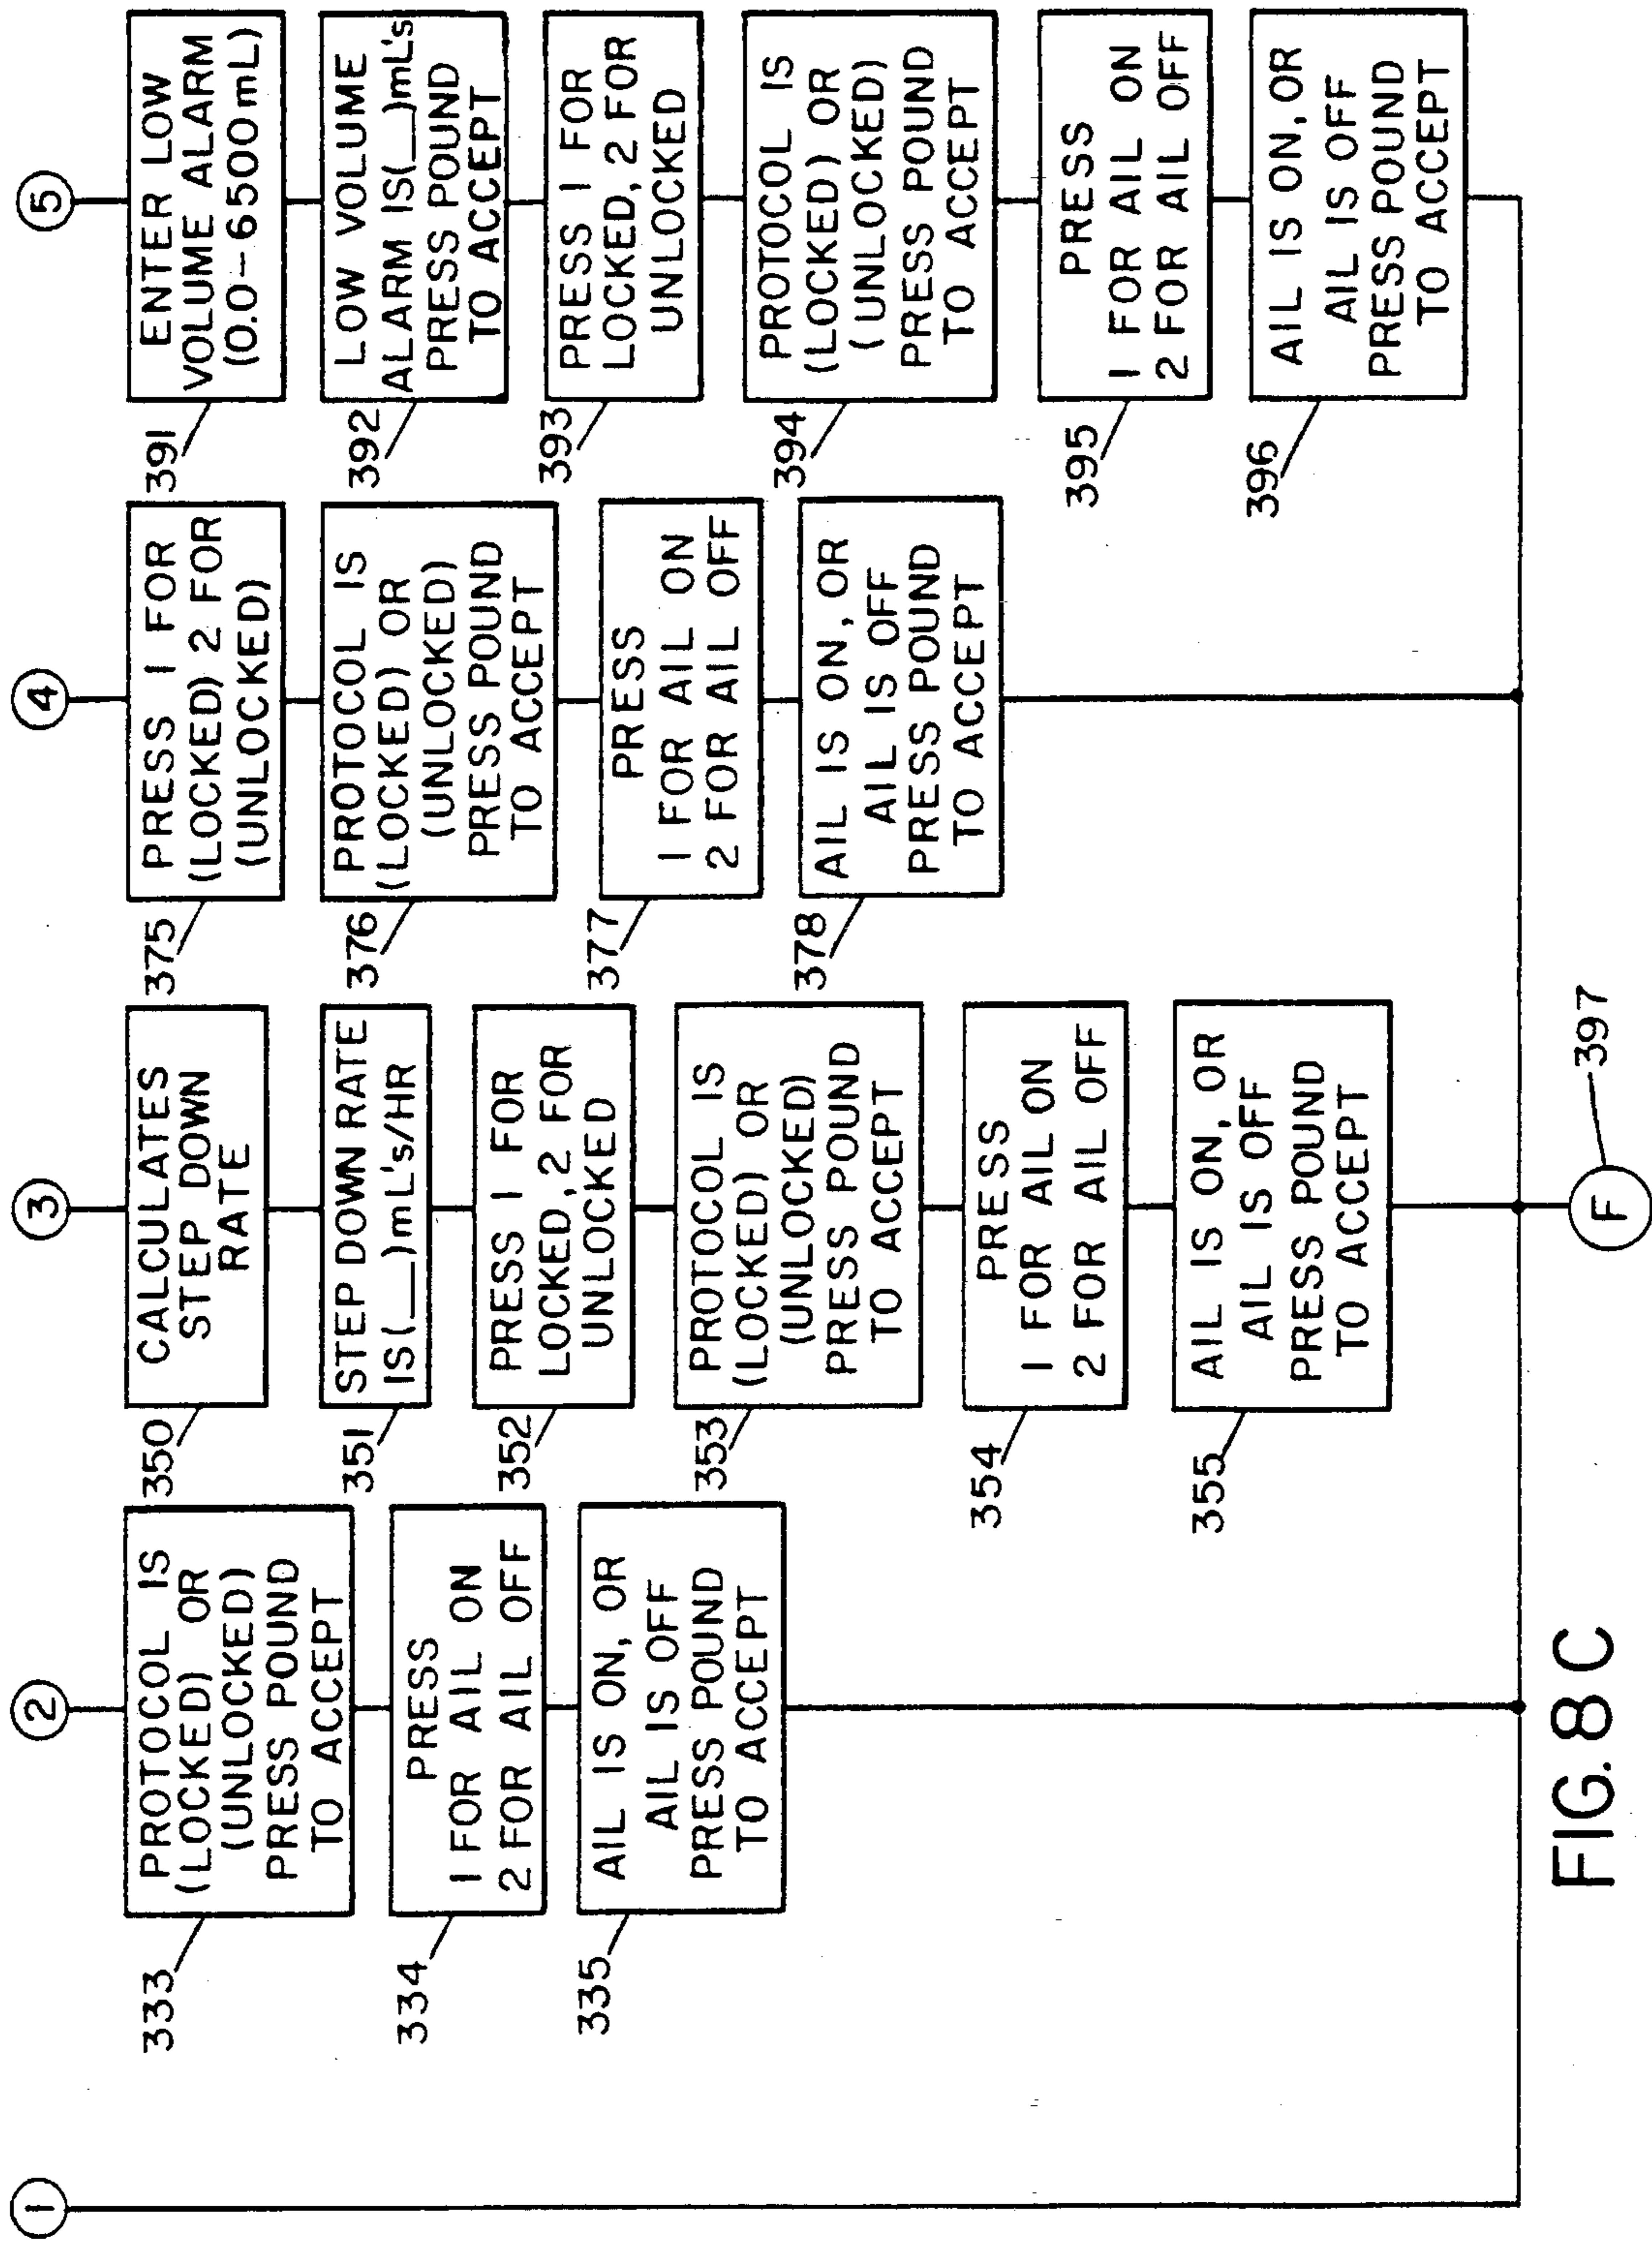 1
2
333
PROTOCOL IS
(LOCKED) OR
(UNLOCKED)
PRESS POUND
TO ACCEPT
334
PRESS
1 FOR AIL ON
2 FOR AIL OFF
335
AIL IS ON, OR
AIL IS OFF
PRESS POUND
TO ACCEPT
3
350
CALCULATES
STEP DOWN
RATE
351
STEP DOWN RATE
IS(__)mL's/HR
352
PRESS 1 FOR
LOCKED, 2 FOR
UNLOCKED
353
PROTOCOL IS
(LOCKED) OR
(UNLOCKED)
PRESS POUND
TO ACCEPT
354
PRESS
1 FOR AIL ON
2 FOR AIL OFF
355
AIL IS ON, OR
AIL IS OFF
PRESS POUND
TO ACCEPT
4
375
PRESS 1 FOR
(LOCKED) 2 FOR
(UNLOCKED)
376
PROTOCOL IS
(LOCKED) OR
(UNLOCKED)
PRESS POUND
TO ACCEPT
377
PRESS
1 FOR AIL ON
2 FOR AIL OFF
378
AIL IS ON, OR
AIL IS OFF
PRESS POUND
TO ACCEPT
5
391
ENTER LOW
VOLUME ALARM
(0.0-6500mL)
392
LOW VOLUME
ALARM IS(__)mL's
PRESS POUND
TO ACCEPT
393
PRESS 1 FOR
LOCKED, 2 FOR
UNLOCKED
394
PROTOCOL IS
(LOCKED) OR
(UNLOCKED)
PRESS POUND
TO ACCEPT
395
PRESS
1 FOR AIL ON
2 FOR AIL OFF
396
AIL IS ON, OR
AIL IS OFF
PRESS POUND
TO ACCEPT
F
397
FIG. 8C